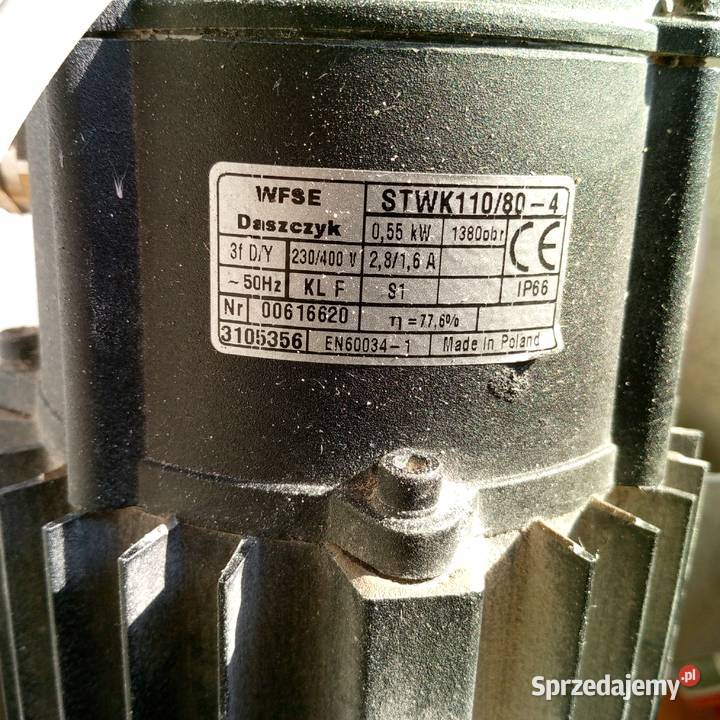 WFSE
Daszczyk
STWK110/80-4
0,55 kW 1380obr
3f D/Y 230/400 V 2,8/1,6 A CE
~50Hz KL F S1 IP66
Nr 00616620 η=77,6%
3105356 EN60034-1 Made In Poland
Sprzedajemy.pl